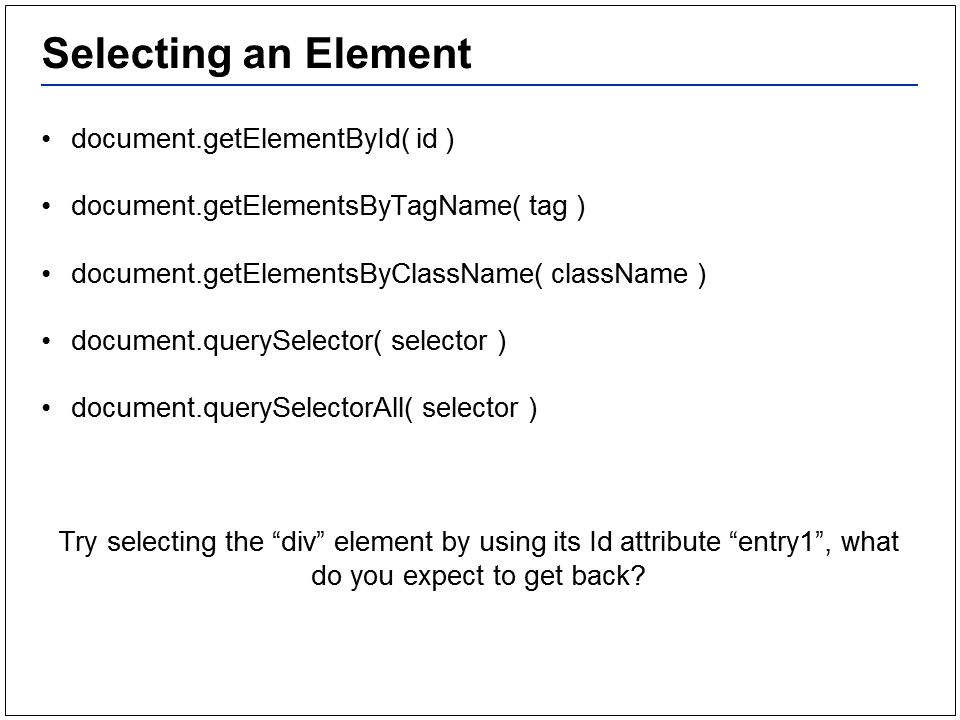 Selecting an Element
• document.getElementById( id )
• document.getElementsByTagName( tag )
• document.getElementsByClassName( className )
• document.querySelector( selector )
• document.querySelectorAll( selector )
Try selecting the “div” element by using its Id attribute “entry1”, what
do you expect to get back?